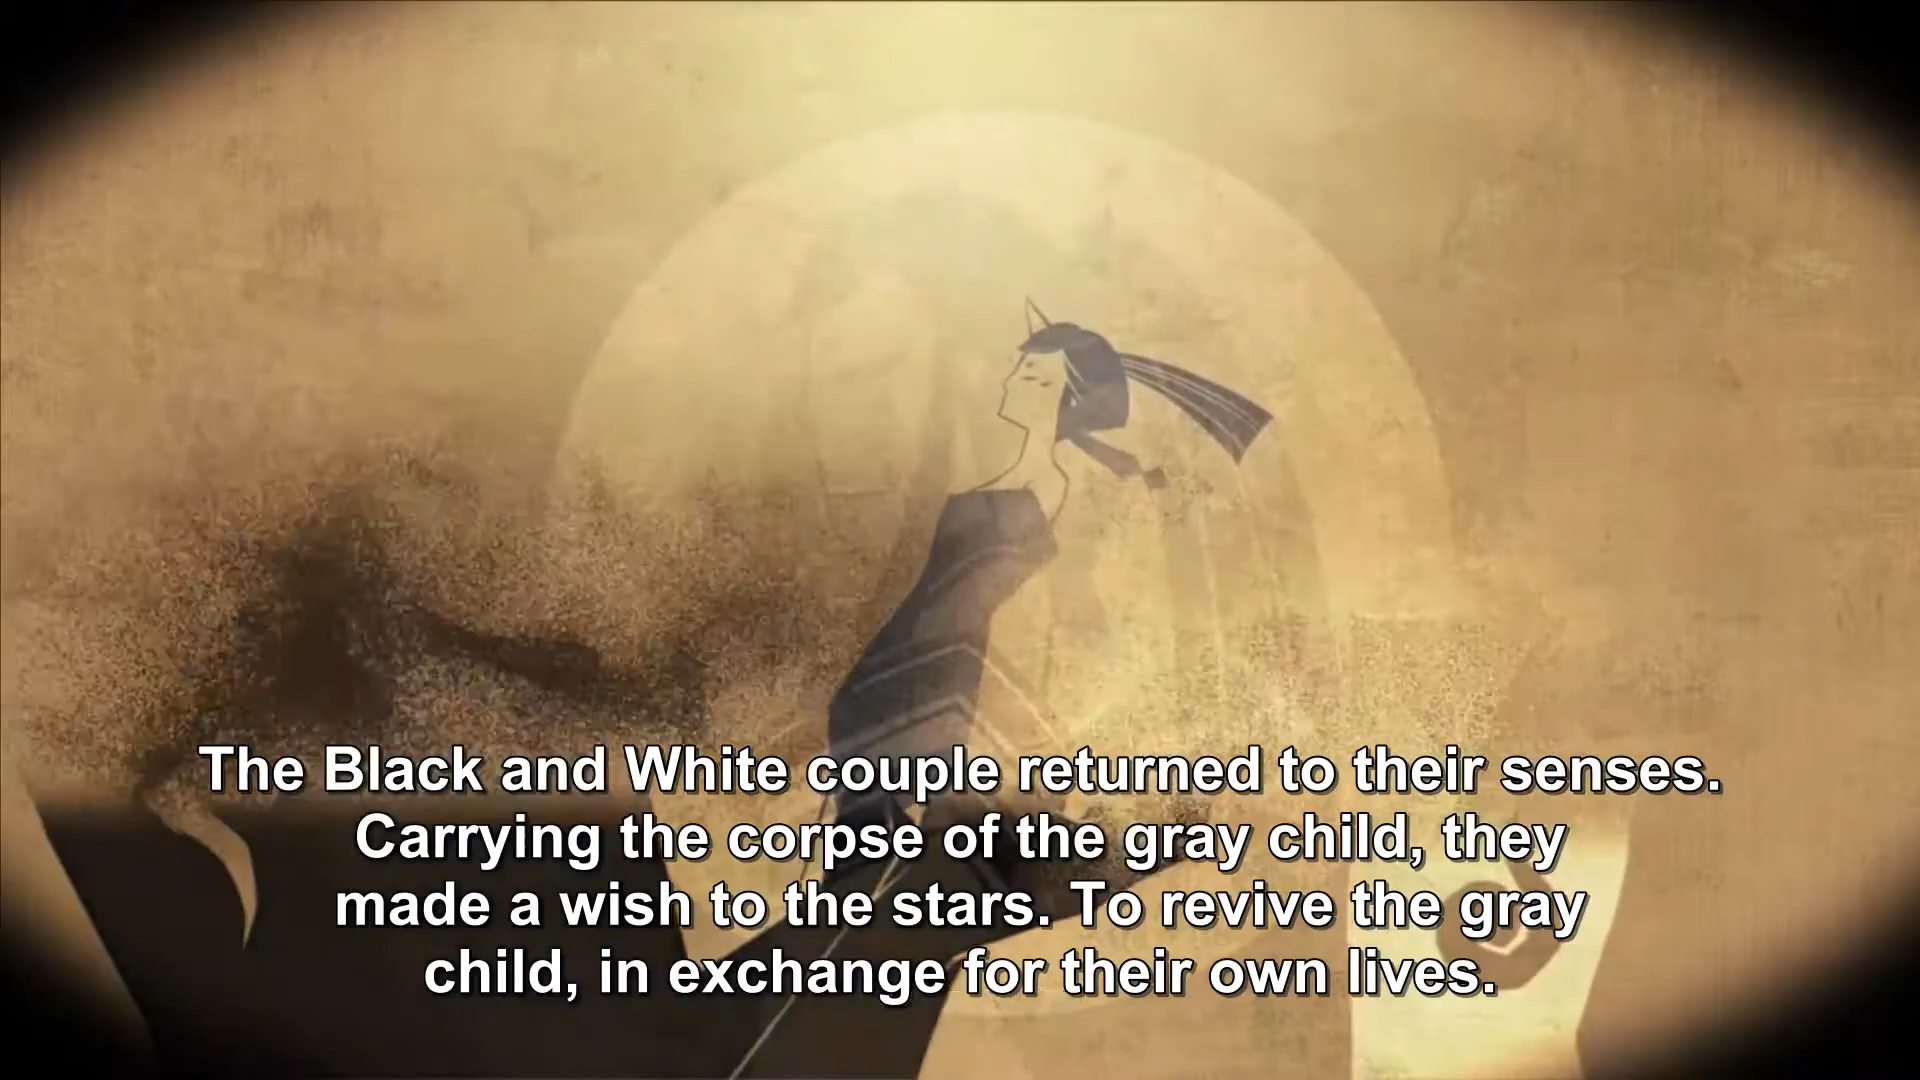 The Black and White couple returned to their senses.
Carrying the corpse of the gray child, they
made a wish to the stars. To revive the gray
child, in exchange for their own lives.